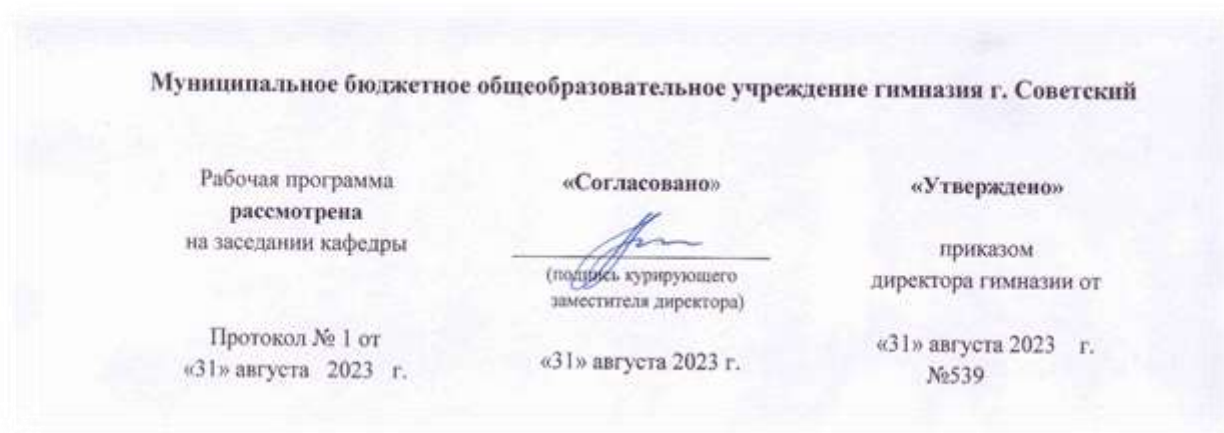 Муниципальное бюджетное общеобразовательное учреждение гимназия г. Советский
Рабочая программа
рассмотрена
на заседании кафедры
Протокол № 1 от
«31» августа 2023 г.
«Согласовано»
(подпись курирующего
заместителя директора)
«31» августа 2023 г.
«Утверждено»
приказом
директора гимназии от
«31» августа 2023 г.
№539